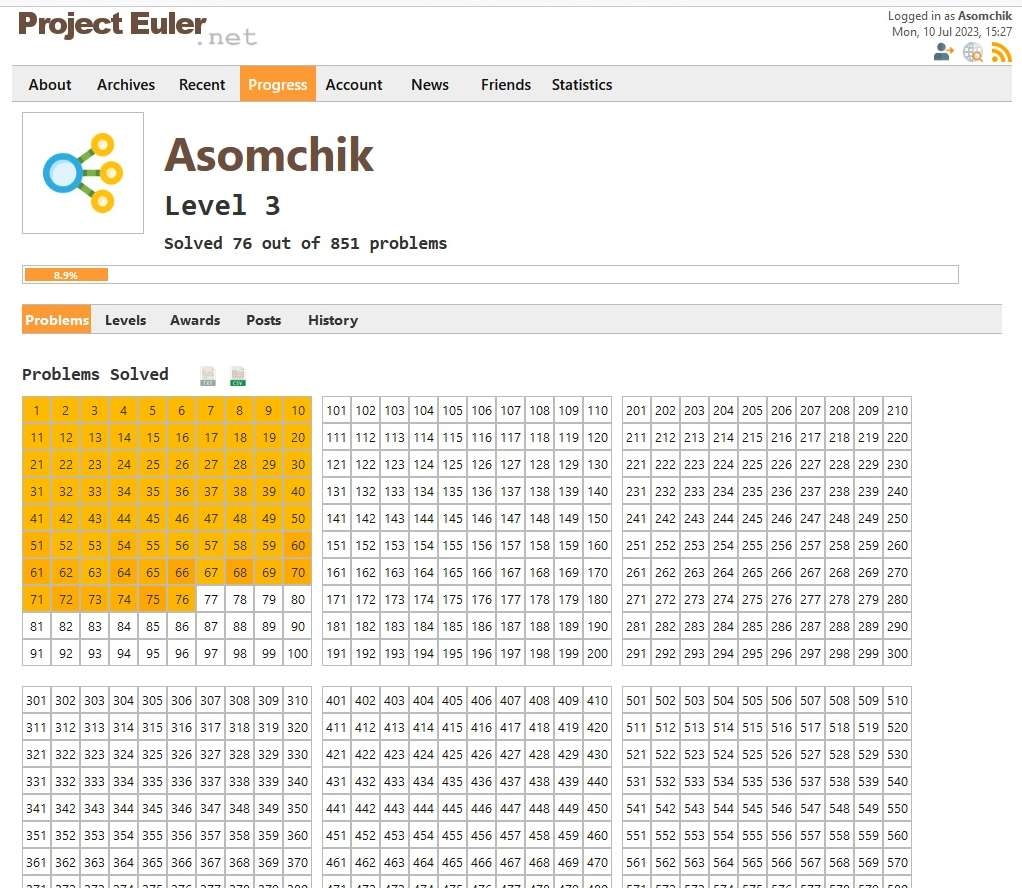 Project Euler
.net
Logged in as Asomchik
Mon, 10 Jul 2023, 15:27
About Archives Recent Progress Account News Friends Statistics
Asomchik
Level 3
Solved 76 out of 851 problems
8.9%
Problems Levels Awards Posts History
Problems Solved TXT CSV
1 2 3 4 5 6 7 8 9 10 101 102 103 104 105 106 107 108 109 110 201 202 203 204 205 206 207 208 209 210
11 12 13 14 15 16 17 18 19 20 111 112 113 114 115 116 117 118 119 120 211 212 213 214 215 216 217 218 219 220
21 22 23 24 25 26 27 28 29 30 121 122 123 124 125 126 127 128 129 130 221 222 223 224 225 226 227 228 229 230
31 32 33 34 35 36 37 38 39 40 131 132 133 134 135 136 137 138 139 140 231 232 233 234 235 236 237 238 239 240
41 42 43 44 45 46 47 48 49 50 141 142 143 144 145 146 147 148 149 150 241 242 243 244 245 246 247 248 249 250
51 52 53 54 55 56 57 58 59 60 151 152 153 154 155 156 157 158 159 160 251 252 253 254 255 256 257 258 259 260
61 62 63 64 65 66 67 68 69 70 161 162 163 164 165 166 167 168 169 170 261 262 263 264 265 266 267 268 269 270
71 72 73 74 75 76 77 78 79 80 171 172 173 174 175 176 177 178 179 180 271 272 273 274 275 276 277 278 279 280
81 82 83 84 85 86 87 88 89 90 181 182 183 184 185 186 187 188 189 190 281 282 283 284 285 286 287 288 289 290
91 92 93 94 95 96 97 98 99 100 191 192 193 194 195 196 197 198 199 200 291 292 293 294 295 296 297 298 299 300
301 302 303 304 305 306 307 308 309 310 401 402 403 404 405 406 407 408 409 410 501 502 503 504 505 506 507 508 509 510
311 312 313 314 315 316 317 318 319 320 411 412 413 414 415 416 417 418 419 420 511 512 513 514 515 516 517 518 519 520
321 322 323 324 325 326 327 328 329 330 421 422 423 424 425 426 427 428 429 430 521 522 523 524 525 526 527 528 529 530
331 332 333 334 335 336 337 338 339 340 431 432 433 434 435 436 437 438 439 440 531 532 533 534 535 536 537 538 539 540
341 342 343 344 345 346 347 348 349 350 441 442 443 444 445 446 447 448 449 450 541 542 543 544 545 546 547 548 549 550
351 352 353 354 355 356 357 358 359 360 451 452 453 454 455 456 457 458 459 460 551 552 553 554 555 556 557 558 559 560
361 362 363 364 365 366 367 368 369 370 461 462 463 464 465 466 467 468 469 470 561 562 563 564 565 566 567 568 569 570